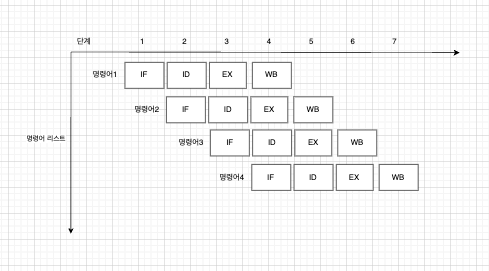 단계 1 2 3 4 5 6 7
명령어1 IF ID EX WB
명령어2 IF ID EX WB
명령어 리스트
명령어3 IF ID EX WB
명령어4 IF ID EX WB